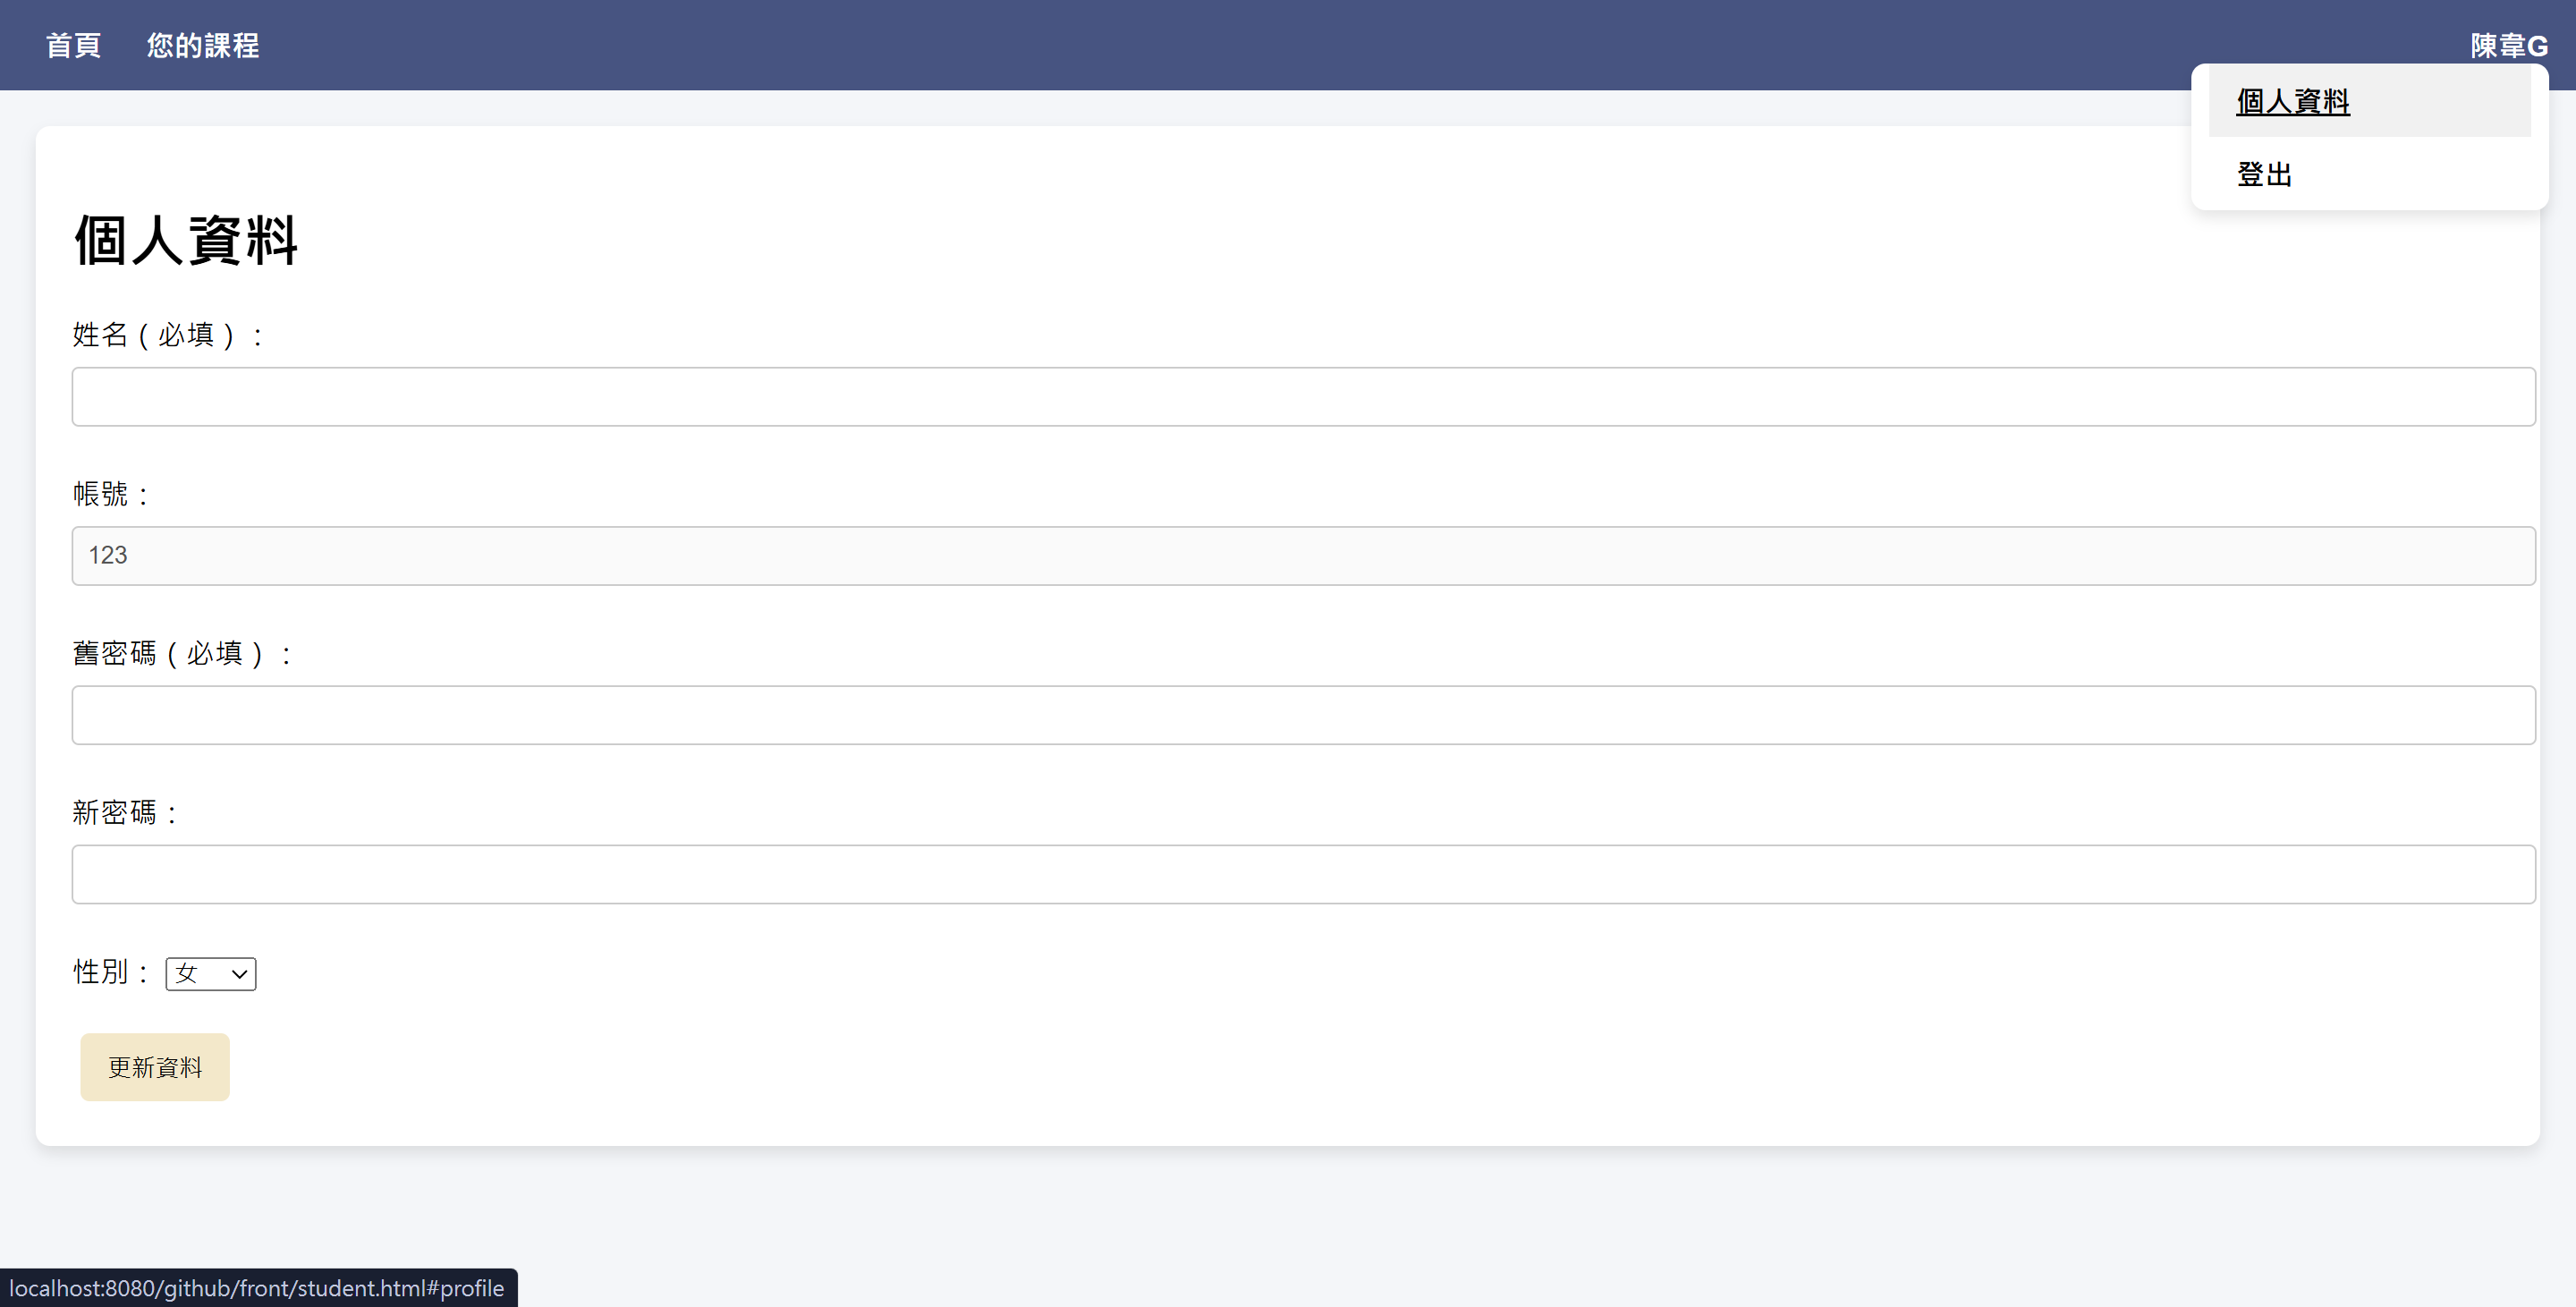 首頁 您的課程 陳韋G
個人資料
登出
個人資料
姓名（必填）：
帳號：
123
舊密碼（必填）：
新密碼：
性別： 女
更新資料
localhost:8080/github/front/student.html#profile